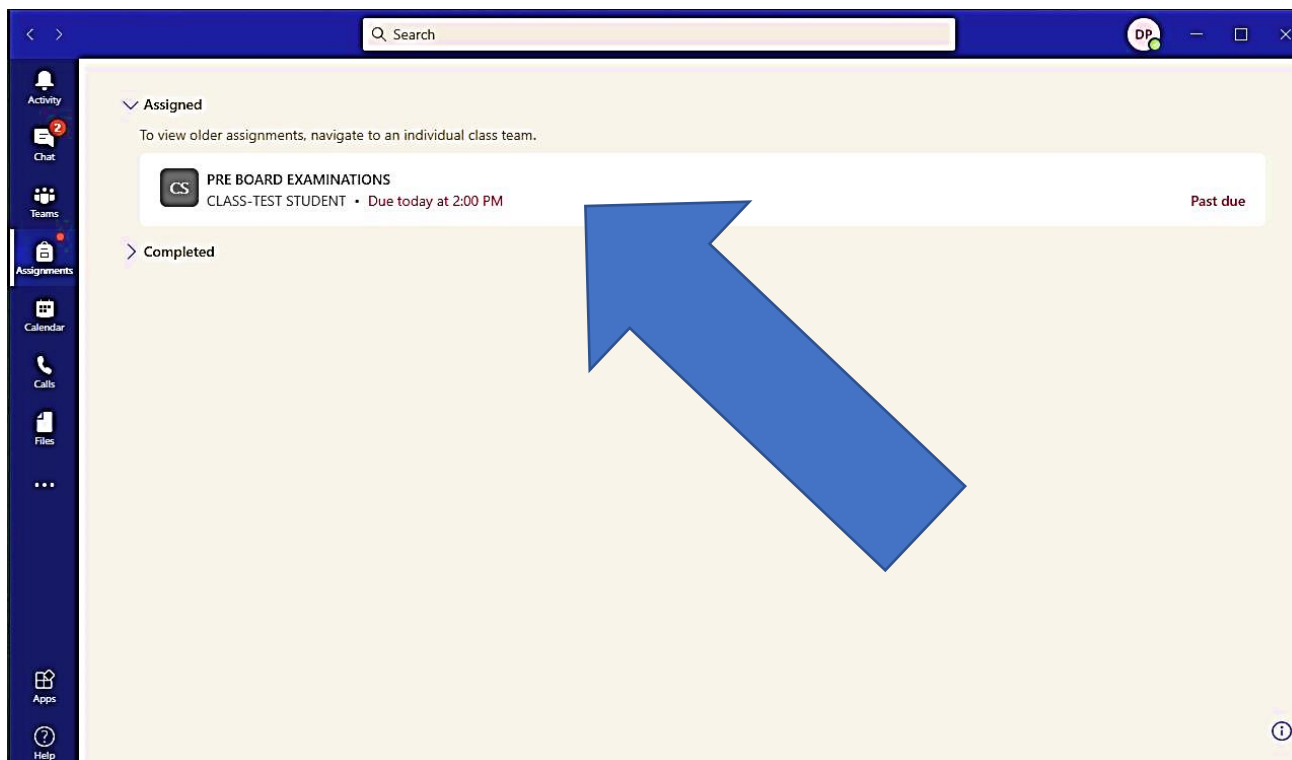 Search
DP
Activity
2
Chat
Teams
Assignments
Calendar
Calls
Files
Apps
Help
Assigned
To view older assignments, navigate to an individual class team.
CS
PRE BOARD EXAMINATIONS
CLASS-TEST STUDENT • Due today at 2:00 PM
Past due
Completed